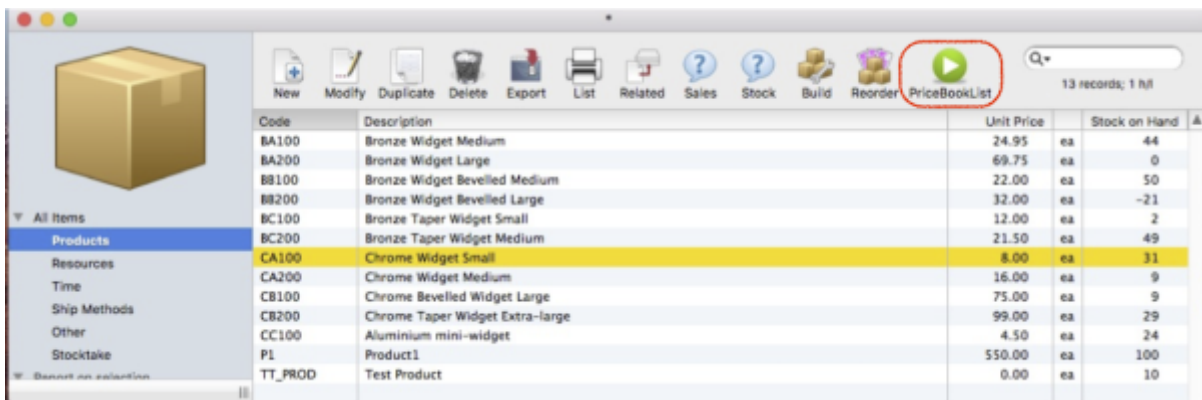 New Modify Duplicate Delete Export List Related Sales Stock Build Reorder PriceBookList
13 records; 1 h/l
Code Description Unit Price Stock on Hand
BA100 Bronze Widget Medium 24.95 ea 44
BA200 Bronze Widget Large 69.75 ea 0
BB100 Bronze Widget Bevelled Medium 22.00 ea 50
BB200 Bronze Widget Bevelled Large 32.00 ea -21
BC100 Bronze Taper Widget Small 12.00 ea 2
BC200 Bronze Taper Widget Medium 21.50 ea 49
CA100 Chrome Widget Small 8.00 ea 31
CA200 Chrome Widget Medium 16.00 ea 9
CB100 Chrome Bevelled Widget Large 75.00 ea 9
CB200 Chrome Taper Widget Extra-large 99.00 ea 29
CC100 Aluminium mini-widget 4.50 ea 24
P1 Product1 550.00 ea 100
TT_PROD Test Product 0.00 ea 10
All Items
Products
Resources
Time
Ship Methods
Other
Stocktake
Report on selection